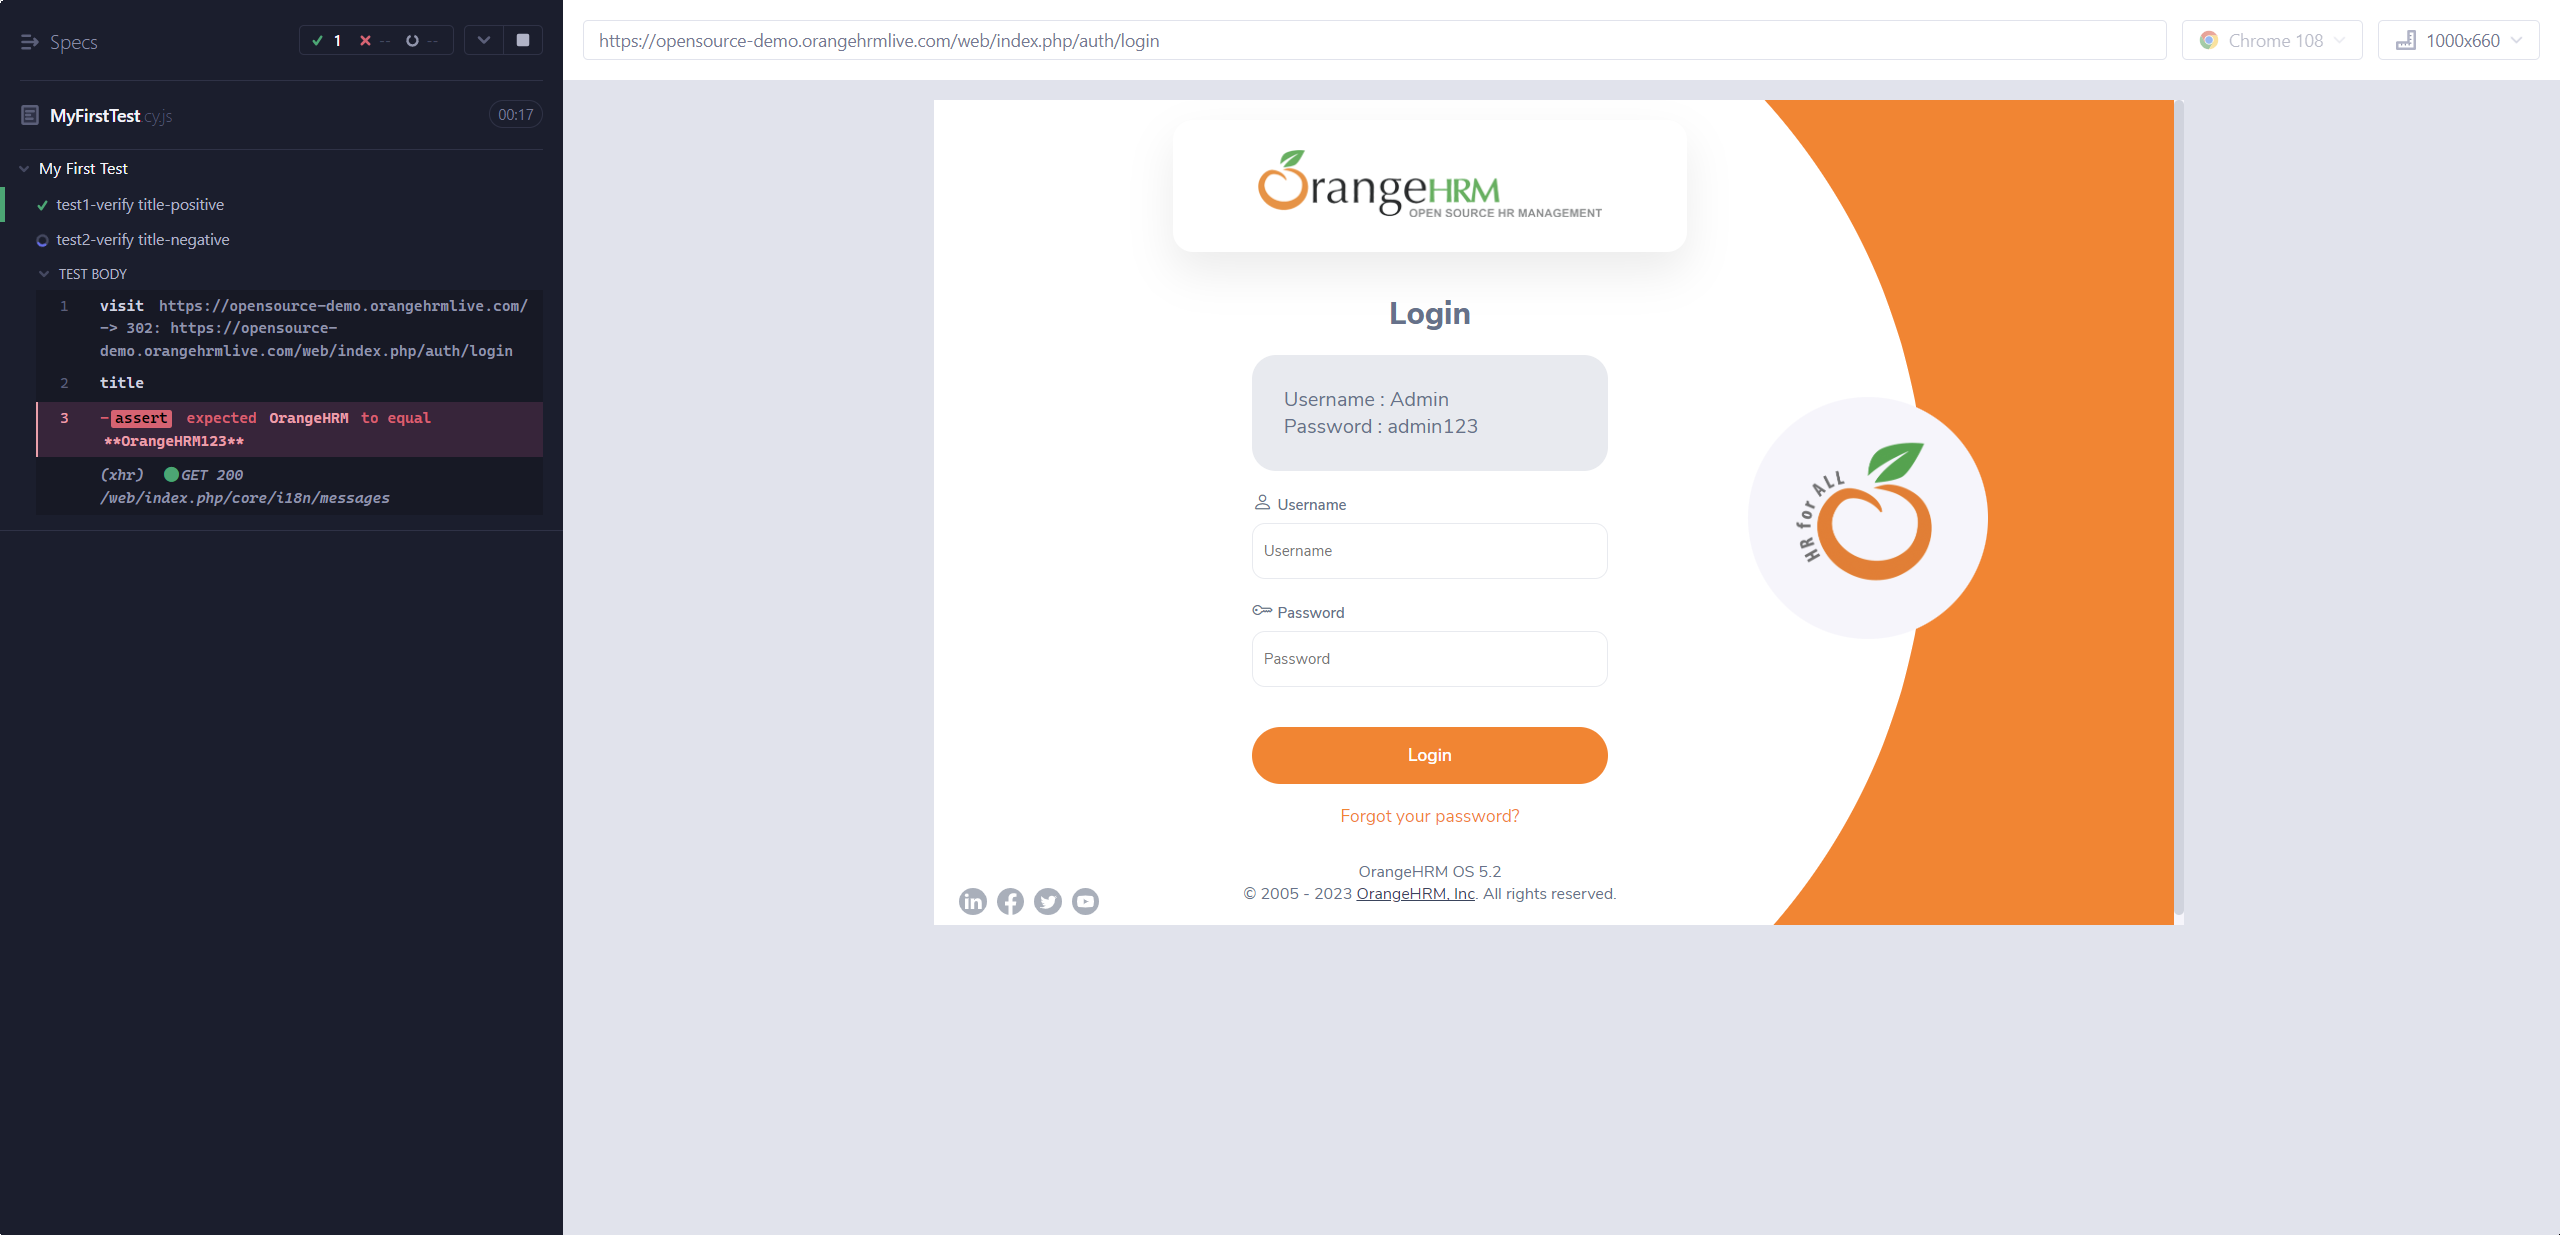 Specs
1 -- --
MyFirstTest.cy.js
00:17
My First Test
test1-verify title-positive
test2-verify title-negative
TEST BODY
1 visit https://opensource-demo.orangehrmlive.com/
-> 302: https://opensource-
demo.orangehrmlive.com/web/index.php/auth/login
2 title
3 -assert expected OrangeHRM to equal
**OrangeHRM123**
(xhr) GET 200
/web/index.php/core/i18n/messages
https://opensource-demo.orangehrmlive.com/web/index.php/auth/login
Chrome 108
1000x660
OrangeHRM
OPEN SOURCE HR MANAGEMENT
Login
Username : Admin
Password : admin123
Username
Username
Password
Password
Login
Forgot your password?
OrangeHRM OS 5.2
© 2005 - 2023 OrangeHRM, Inc. All rights reserved.
HR for ALL